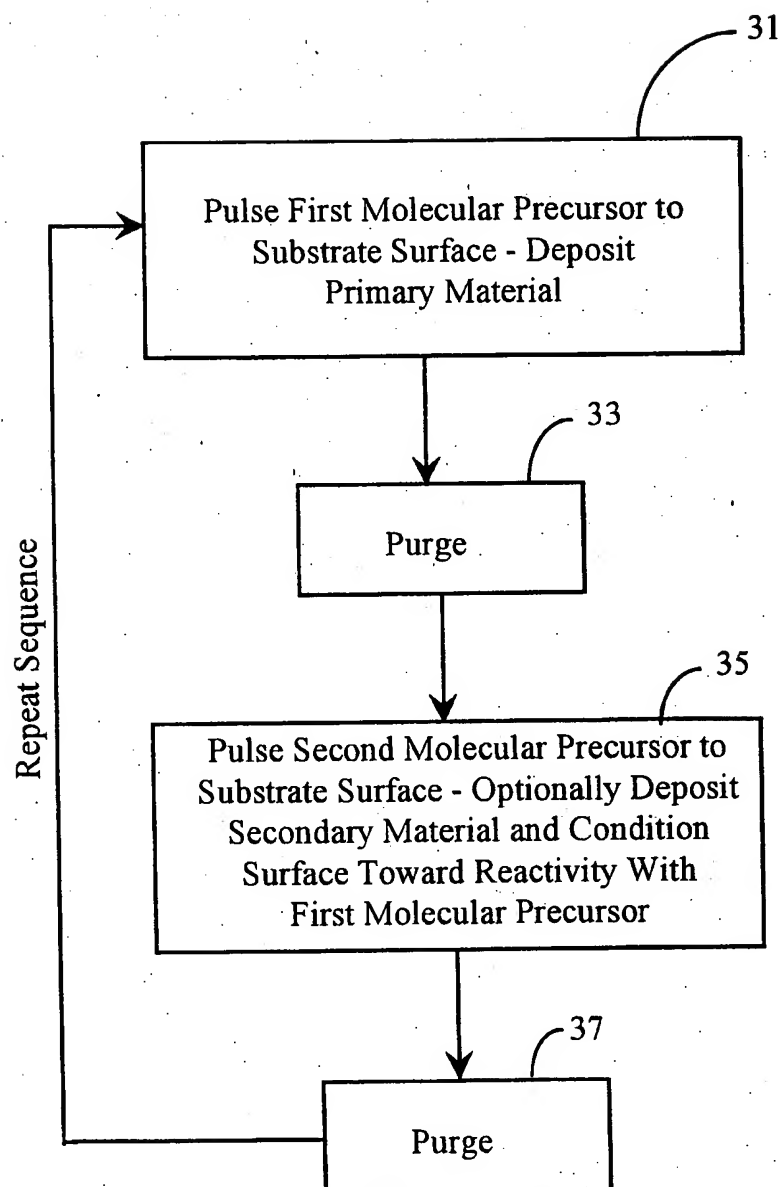 31
Pulse First Molecular Precursor to
Substrate Surface - Deposit
Primary Material
33
Purge
Repeat Sequence
35
Pulse Second Molecular Precursor to
Substrate Surface - Optionally Deposit
Secondary Material and Condition
Surface Toward Reactivity With
First Molecular Precursor
37
Purge